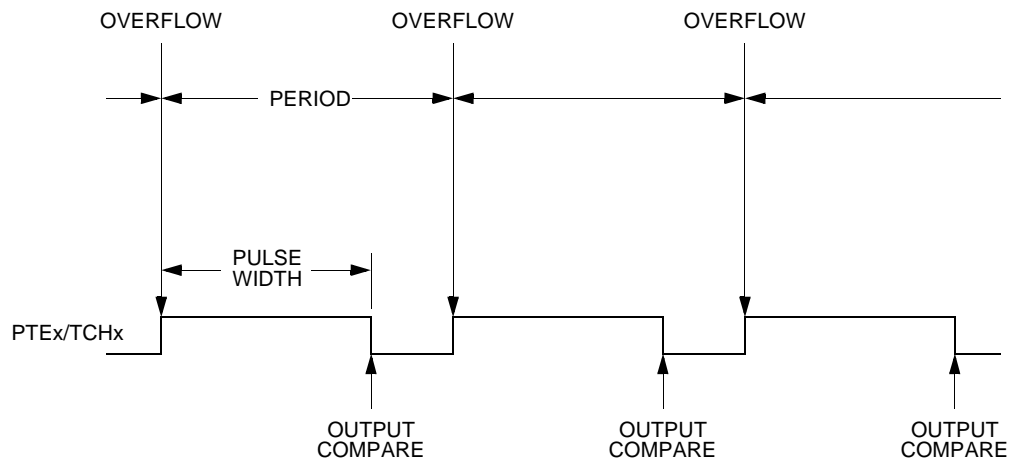 OVERFLOW OVERFLOW OVERFLOW
PERIOD
PULSE
WIDTH
PTEx/TCHx
OUTPUT
COMPARE
OUTPUT
COMPARE
OUTPUT
COMPARE